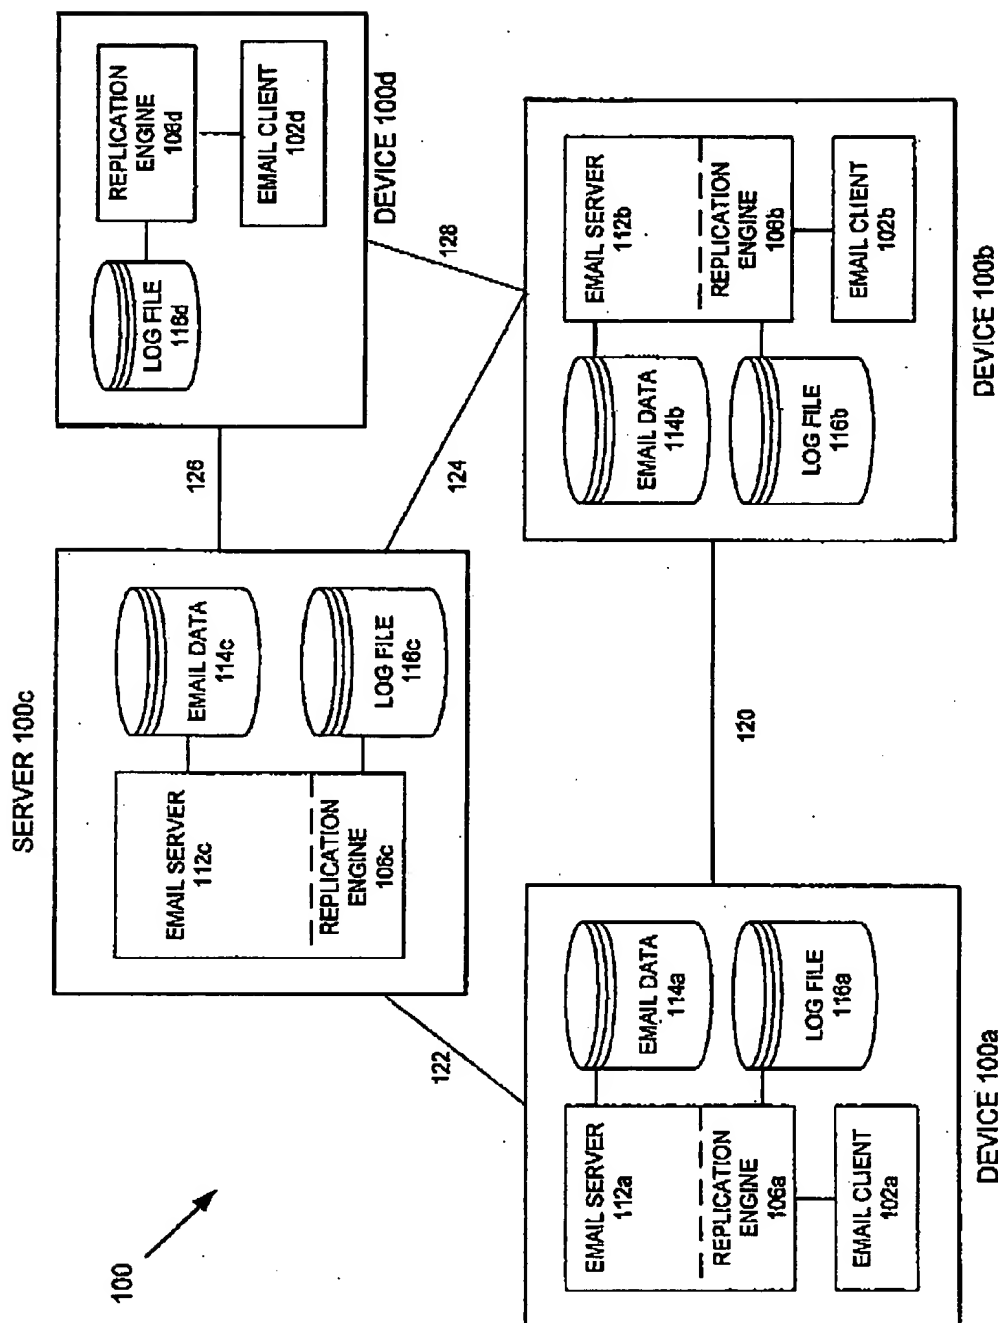 100
SERVER 100c
EMAIL SERVER
112c
REPLICATION
ENGINE
106c
EMAIL DATA
114c
LOG FILE
116c
REPLICATION
ENGINE
106d
EMAIL CLIENT
102d
LOG FILE
116d
DEVICE 100d
122
126
124
128
EMAIL SERVER
112a
REPLICATION
ENGINE
106a
EMAIL CLIENT
102a
EMAIL DATA
114a
LOG FILE
116a
DEVICE 100a
120
EMAIL DATA
114b
LOG FILE
116b
EMAIL SERVER
112b
REPLICATION
ENGINE
106b
EMAIL CLIENT
102b
DEVICE 100b